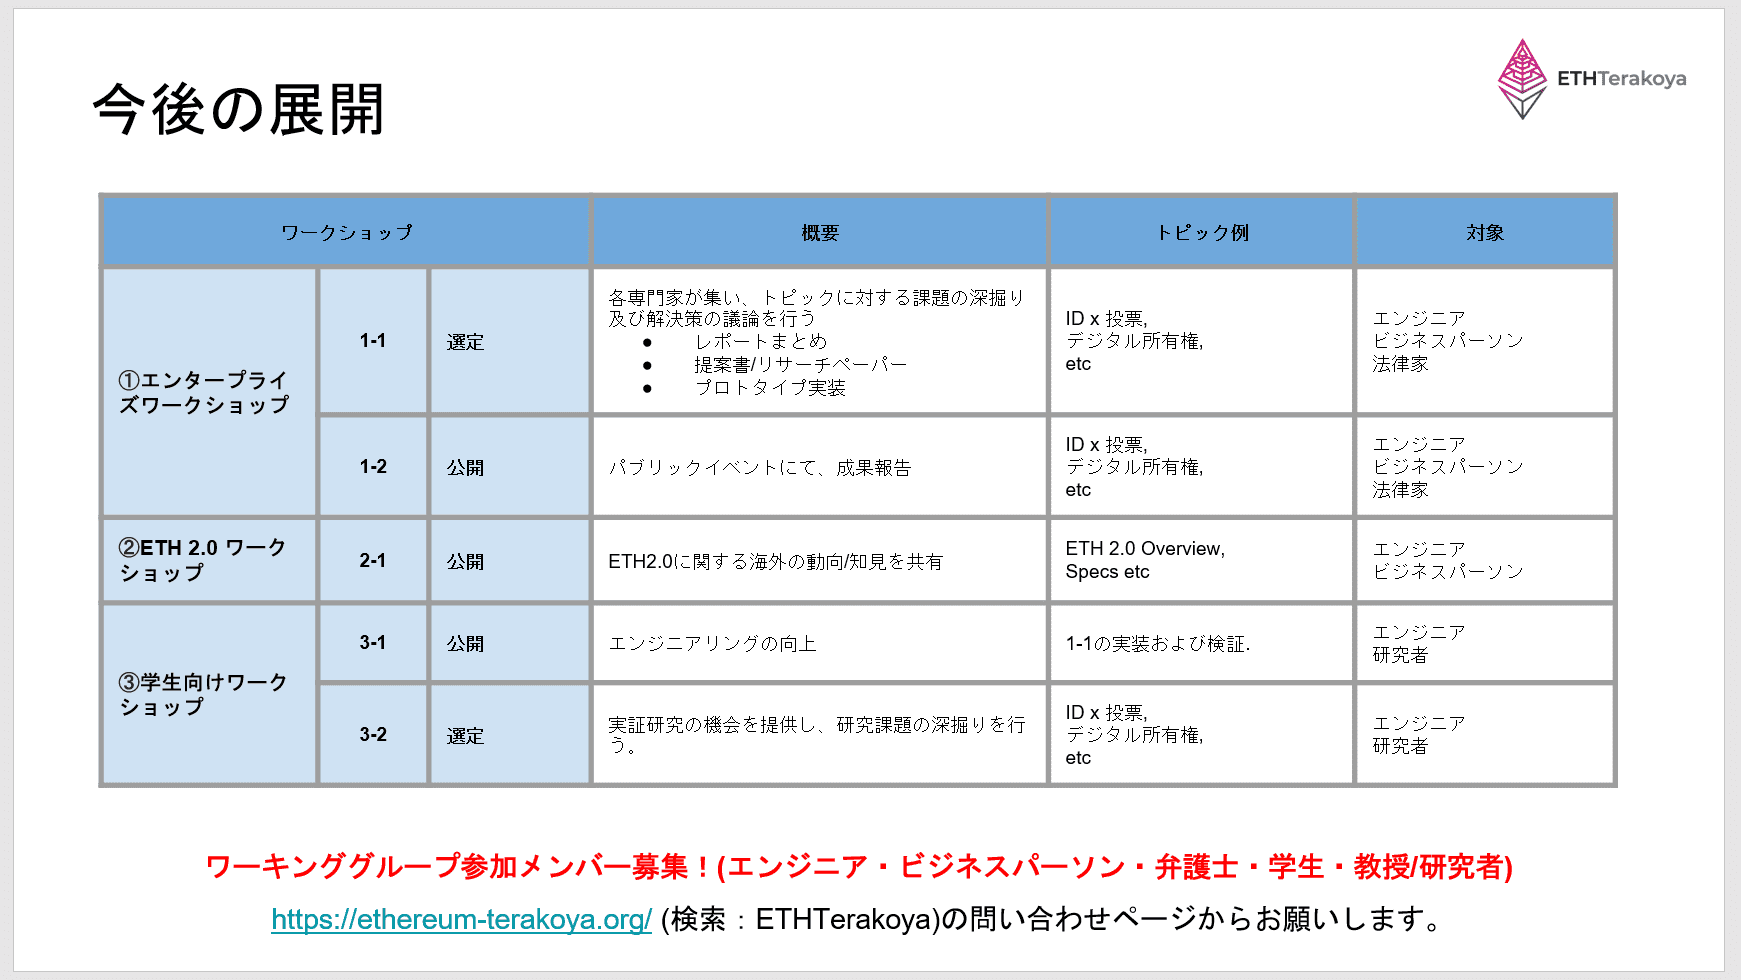 今後の展開
ETHTerakoya
ワークショップ
概要
トピック例
対象
①エンタープライ
ズワークショップ
1-1
選定
各専門家が集い、トピックに対する課題の深掘り
及び解決策の議論を行う
● レポートまとめ
● 提案書/リサーチペーパー
● プロトタイプ実装
ID x 投票,
デジタル所有権,
etc
エンジニア
ビジネスパーソン
法律家
1-2
公開
パブリックイベントにて、成果報告
ID x 投票,
デジタル所有権,
etc
エンジニア
ビジネスパーソン
法律家
②ETH 2.0 ワーク
ショップ
2-1
公開
ETH2.0に関する海外の動向/知見を共有
ETH 2.0 Overview,
Specs etc
エンジニア
ビジネスパーソン
③学生向けワーク
ショップ
3-1
公開
エンジニアリングの向上
1-1の実装および検証.
エンジニア
研究者
3-2
選定
実証研究の機会を提供し、研究課題の深掘りを行
う。
ID x 投票,
デジタル所有権,
etc
エンジニア
研究者
ワーキンググループ参加メンバー募集！(エンジニア・ビジネスパーソン・弁護士・学生・教授/研究者)
https://ethereum-terakoya.org/ (検索：ETHTerakoya)の問い合わせページからお願いします。